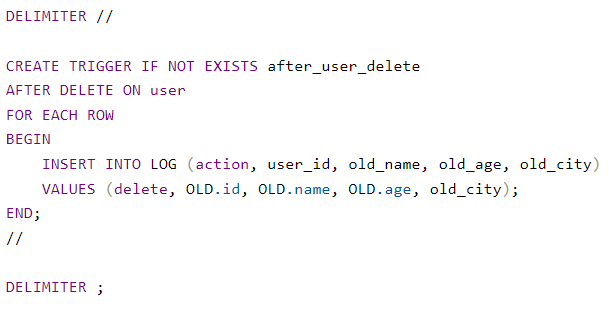 DELIMITER //
CREATE TRIGGER IF NOT EXISTS after_user_delete
AFTER DELETE ON user
FOR EACH ROW
BEGIN
INSERT INTO LOG (action, user_id, old_name, old_age, old_city)
VALUES (delete, OLD.id, OLD.name, OLD.age, old_city);
END;
//
DELIMITER ;